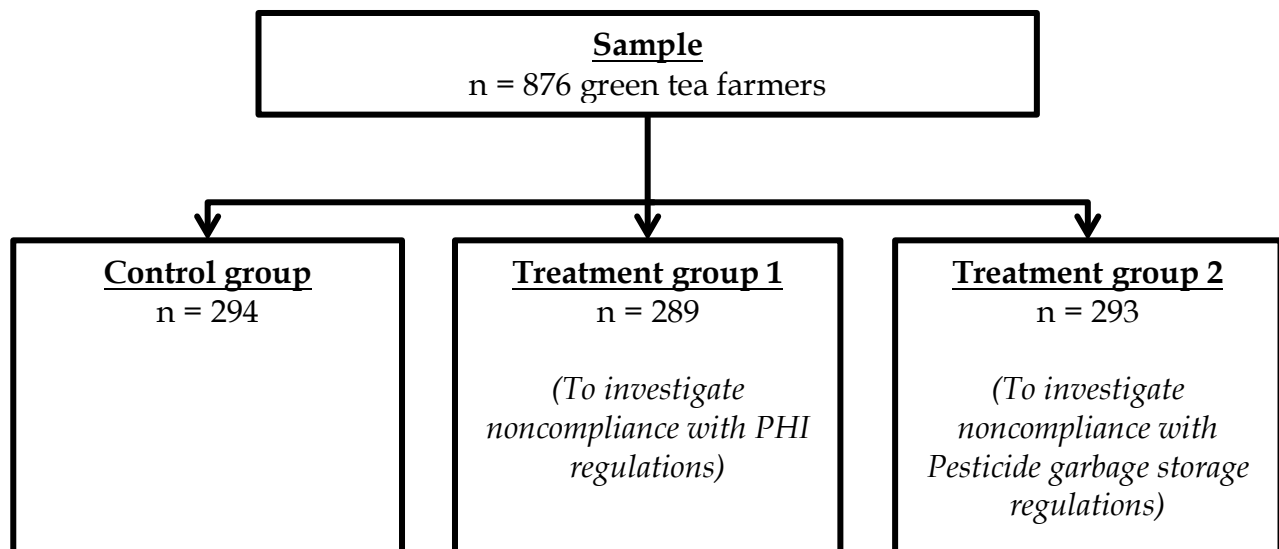 Sample
n = 876 green tea farmers
Control group
n = 294
Treatment group 1
n = 289
(To investigate
noncompliance with PHI
regulations)
Treatment group 2
n = 293
(To investigate
noncompliance with
Pesticide garbage storage
regulations)